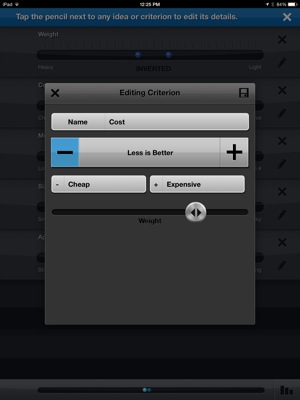 iPad 12:25 PM 84%
Tap the pencil next to any idea or criterion to edit its details.
Weight
Heavy INVERTED Light
Editing Criterion
Name Cost
Less is Better
- Cheap + Expensive
Weight